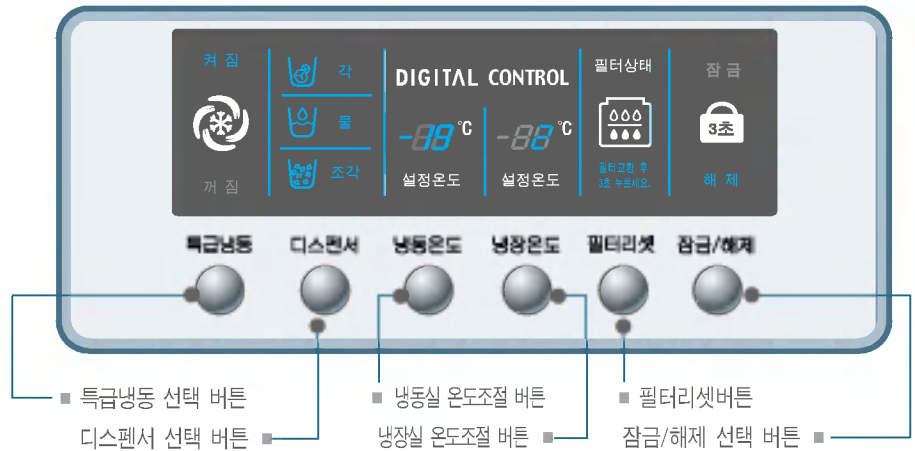 켜 짐
각
물
조각
꺼 짐
DIGITAL CONTROL
-18 °C
설정온도
°C
설정온도
필터상태
필터교환 후
3초 누르세요.
잠 금
3초
해 제
특급냉동 디스펜서 냉동온도 냉장온도 필터리셋 잠금/해제
■ 특급냉동 선택 버튼
■ 냉동실 온도조절 버튼
■ 필터리셋버튼
디스펜서 선택 버튼 ■
냉장실 온도조절 버튼 ■
잠금/해제 선택 버튼 ■